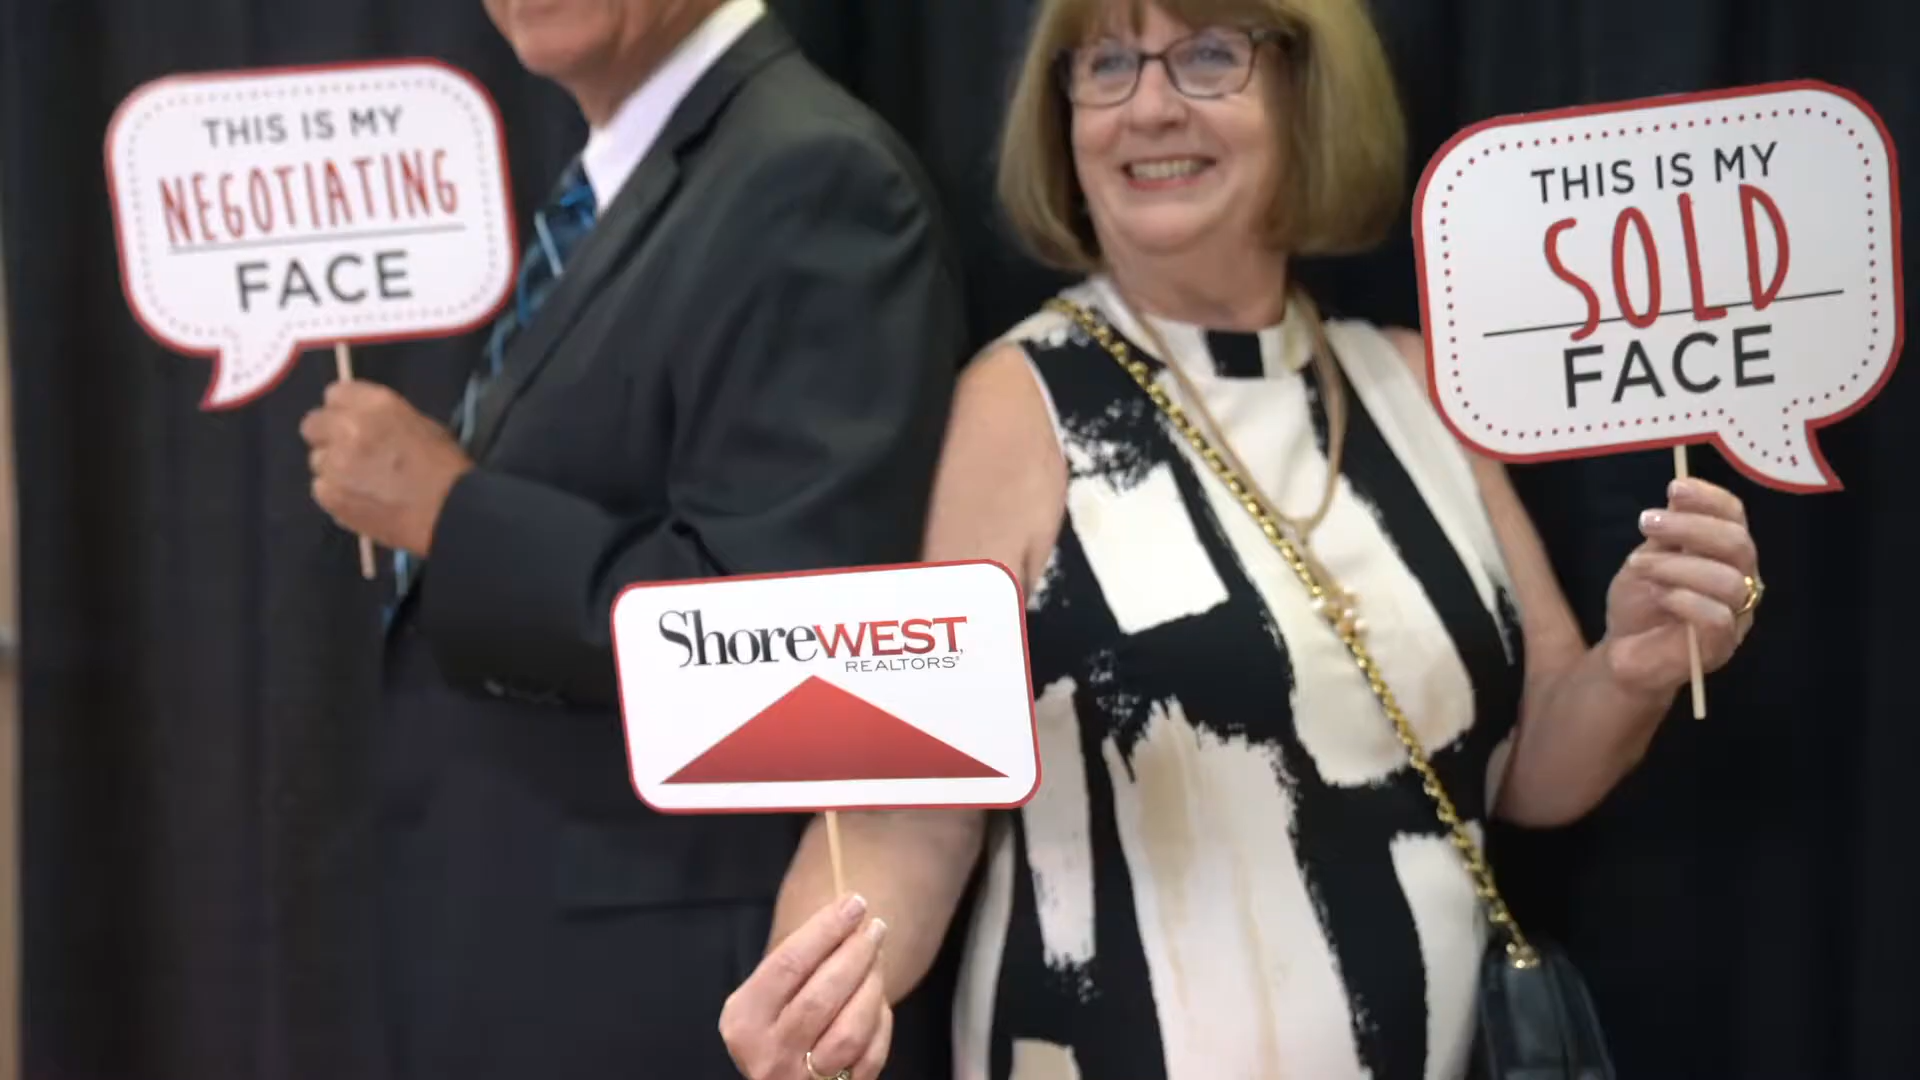 THIS IS MY
NEGOTIATING
FACE
THIS IS MY
SOLD
FACE
ShoreWEST
REALTORS®